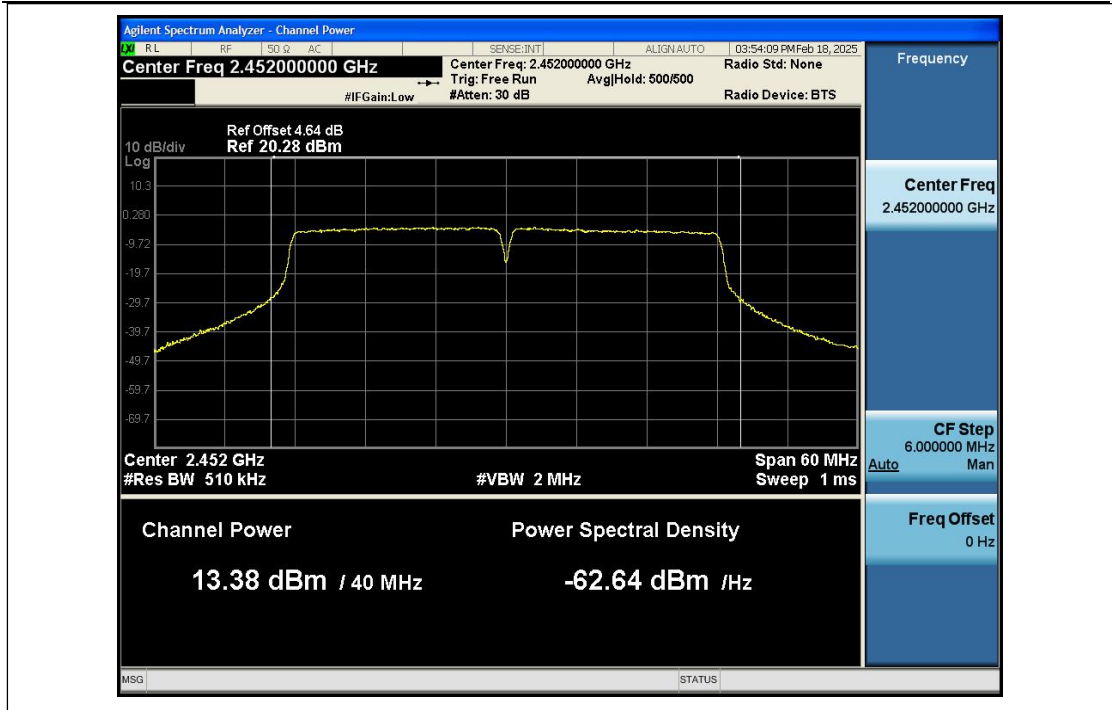 Agilent Spectrum Analyzer - Channel Power
LXI RL RF 50 Ω AC SENSE:INT ALIGN AUTO 03:54:09 PM Feb 18, 2025
Center Freq 2.452000000 GHz
Center Freq: 2.452000000 GHz Radio Std: None
Trig: Free Run Avg|Hold: 500/500
#IFGain:Low #Atten: 30 dB Radio Device: BTS
Frequency
Ref Offset 4.64 dB
10 dB/div Ref 20.28 dBm
Log
10.3
0.280
-9.72
-19.7
-29.7
-39.7
-49.7
-59.7
-69.7
Center 2.452 GHz Span 60 MHz
#Res BW 510 kHz #VBW 2 MHz Sweep 1 ms
Channel Power Power Spectral Density
13.38 dBm / 40 MHz -62.64 dBm /Hz
Center Freq
2.452000000 GHz
CF Step
6.000000 MHz
Auto Man
Freq Offset
0 Hz
MSG STATUS